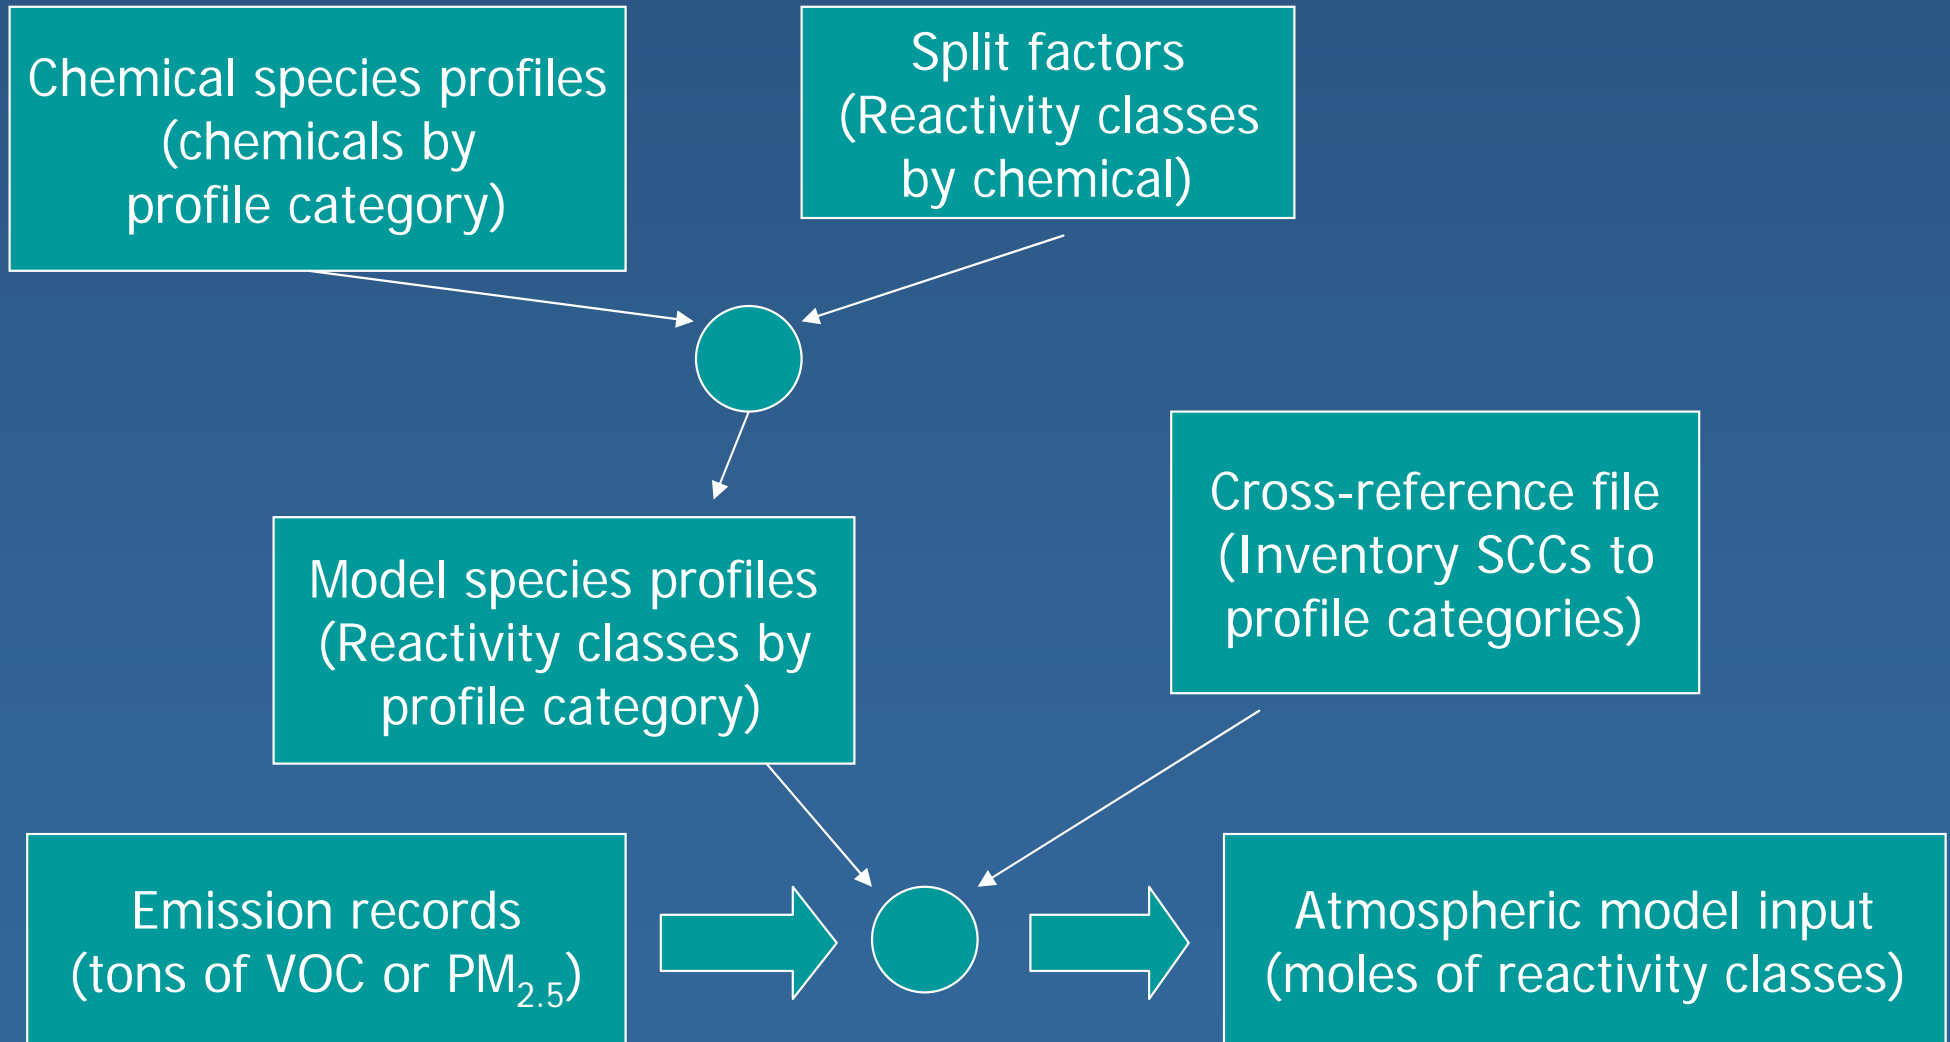 Chemical species profiles
(chemicals by
profile category)
Split factors
(Reactivity classes
by chemical)
Model species profiles
(Reactivity classes by
profile category)
Cross-reference file
(Inventory SCCs to
profile categories)
Emission records
(tons of VOC or PM2.5)
Atmospheric model input
(moles of reactivity classes)